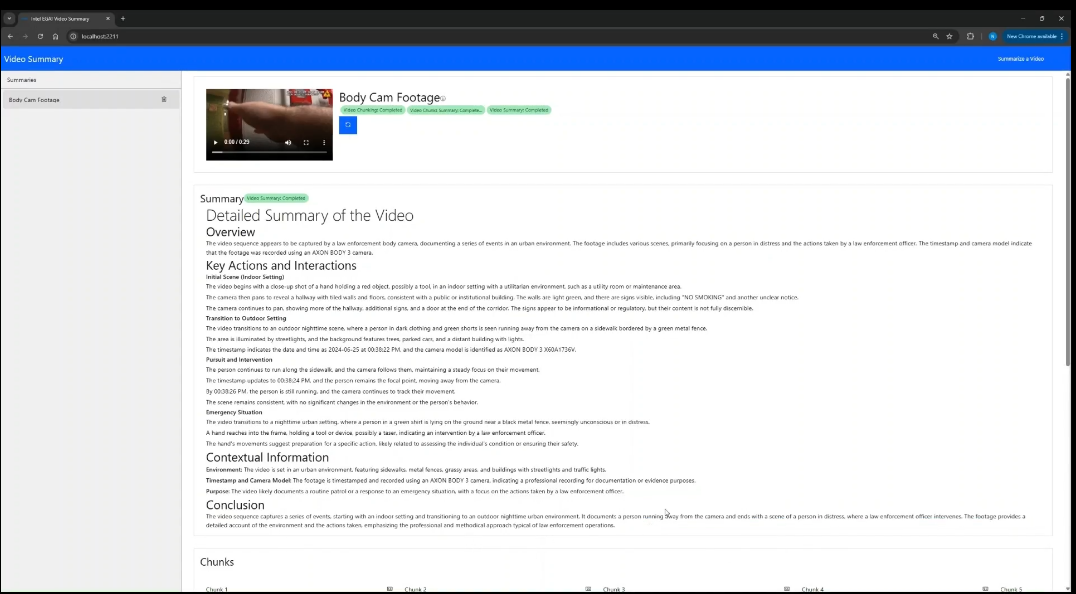 Intel EGAI Video Summary
localhost:2211
New Chrome available
Video Summary
Summarize a Video
Summaries
Body Cam Footage
Body Cam Footage
Video Chunking: Completed
Video Chunks Summary: Complete...
Video Summary: Completed
0:00 / 0:29
Summary
Video Summary: Completed
Detailed Summary of the Video
Overview
The video sequence appears to be captured by a law enforcement body camera, documenting a series of events in an urban environment. The footage includes various scenes, primarily focusing on a person in distress and the actions taken by a law enforcement officer. The timestamp and camera model indicate
that the footage was recorded using an AXON BODY 3 camera.
Key Actions and Interactions
Initial Scene (Indoor Setting)
The video begins with a close-up shot of a hand holding a red object, possibly a tool, in an indoor setting with a utilitarian environment, such as a utility room or maintenance area.
The camera then pans to reveal a hallway with tiled walls and floors, consistent with a public or institutional building. The walls are light green, and there are signs visible, including "NO SMOKING" and another unclear notice.
The camera continues to pan, showing more of the hallway, additional signs, and a door at the end of the corridor. The signs appear to be informational or regulatory, but their content is not fully discernible.
Transition to Outdoor Setting
The video transitions to an outdoor nighttime scene, where a person in dark clothing and green shorts is seen running away from the camera on a sidewalk bordered by a green metal fence.
The area is illuminated by streetlights, and the background features trees, parked cars, and a distant building with lights.
The timestamp indicates the date and time as 2024-06-25 at 00:38:22 PM, and the camera model is identified as AXON BODY 3 X60A1736V.
Pursuit and Intervention
The person continues to run along the sidewalk, and the camera follows them, maintaining a steady focus on their movement.
The timestamp updates to 00:38:24 PM, and the person remains the focal point, moving away from the camera.
By 00:38:26 PM, the person is still running, and the camera continues to track their movement.
The scene remains consistent, with no significant changes in the environment or the person's behavior.
Emergency Situation
The video transitions to a nighttime urban setting, where a person in a green shirt is lying on the ground near a black metal fence, seemingly unconscious or in distress.
A hand reaches into the frame, holding a tool or device, possibly a taser, indicating an intervention by a law enforcement officer.
The hand's movements suggest preparation for a specific action, likely related to assessing the individual's condition or ensuring their safety.
Contextual Information
Environment: The video is set in an urban environment, featuring sidewalks, metal fences, grassy areas, and buildings with streetlights and traffic lights.
Timestamp and Camera Model: The footage is timestamped and recorded using an AXON BODY 3 camera, indicating a professional recording for documentation or evidence purposes.
Purpose: The video likely documents a routine patrol or a response to an emergency situation, with a focus on the actions taken by a law enforcement officer.
Conclusion
The video sequence captures a series of events, starting with an indoor setting and transitioning to an outdoor nighttime urban environment. It documents a person running away from the camera and ends with a scene of a person in distress, where a law enforcement officer intervenes. The footage provides a
detailed account of the environment and the actions taken, emphasizing the professional and methodical approach typical of law enforcement operations.
Chunks
Chunk 1
Chunk 2
Chunk 3
Chunk 4
Chunk 5